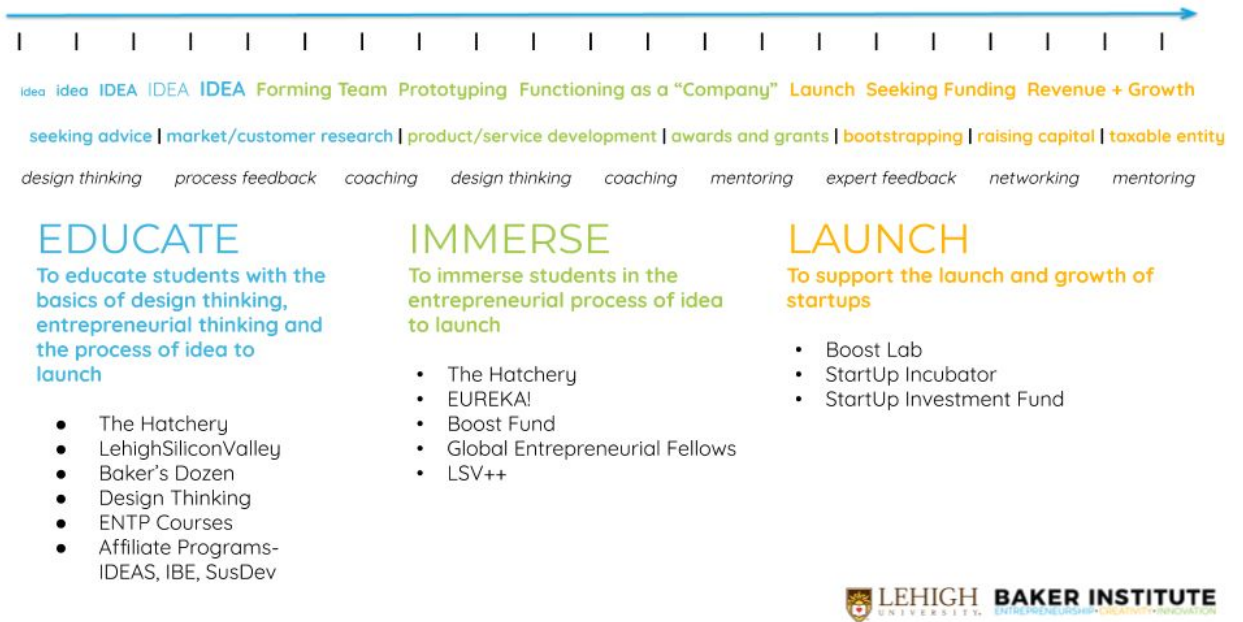 idea idea IDEA IDEA IDEA Forming Team Prototyping Functioning as a “Company” Launch Seeking Funding Revenue + Growth
seeking advice | market/customer research | product/service development | awards and grants | bootstrapping | raising capital | taxable entity
design thinking process feedback coaching design thinking coaching mentoring expert feedback networking mentoring
EDUCATE
To educate students with the
basics of design thinking,
entrepreneurial thinking and
the process of idea to
launch
● The Hatchery
● LehighSiliconValley
● Baker’s Dozen
● Design Thinking
● ENTP Courses
● Affiliate Programs-
IDEAS, IBE, SusDev
IMMERSE
To immerse students in the
entrepreneurial process of idea
to launch
• The Hatchery
• EUREKA!
• Boost Fund
• Global Entrepreneurial Fellows
• LSV++
LAUNCH
To support the launch and growth of
startups
• Boost Lab
• StartUp Incubator
• StartUp Investment Fund
LEHIGH
UNIVERSITY.
BAKER INSTITUTE
ENTREPRENEURSHIP•CREATIVITY•INNOVATION